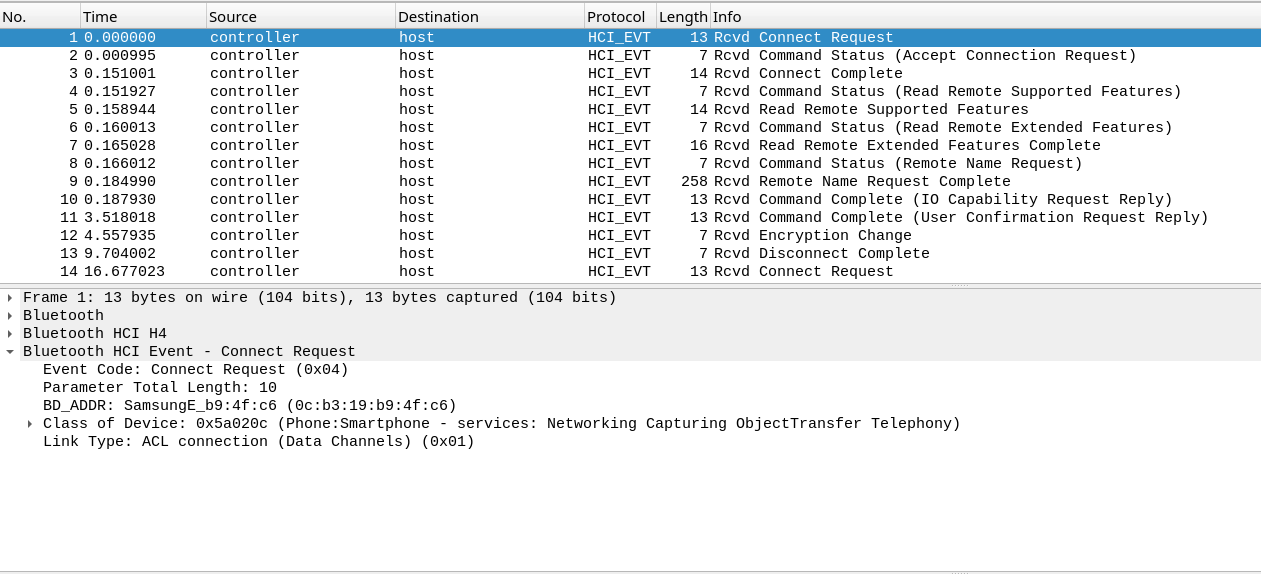 No. Time Source Destination Protocol Length Info
1 0.000000 controller host HCI_EVT 13 Rcvd Connect Request
2 0.000995 controller host HCI_EVT 7 Rcvd Command Status (Accept Connection Request)
3 0.151001 controller host HCI_EVT 14 Rcvd Connect Complete
4 0.151927 controller host HCI_EVT 7 Rcvd Command Status (Read Remote Supported Features)
5 0.158944 controller host HCI_EVT 14 Rcvd Read Remote Supported Features
6 0.160013 controller host HCI_EVT 7 Rcvd Command Status (Read Remote Extended Features)
7 0.165028 controller host HCI_EVT 16 Rcvd Read Remote Extended Features Complete
8 0.166012 controller host HCI_EVT 7 Rcvd Command Status (Remote Name Request)
9 0.184990 controller host HCI_EVT 258 Rcvd Remote Name Request Complete
10 0.187930 controller host HCI_EVT 13 Rcvd Command Complete (IO Capability Request Reply)
11 3.518018 controller host HCI_EVT 13 Rcvd Command Complete (User Confirmation Request Reply)
12 4.557935 controller host HCI_EVT 7 Rcvd Encryption Change
13 9.704002 controller host HCI_EVT 7 Rcvd Disconnect Complete
14 16.677023 controller host HCI_EVT 13 Rcvd Connect Request
Frame 1: 13 bytes on wire (104 bits), 13 bytes captured (104 bits)
Bluetooth
Bluetooth HCI H4
Bluetooth HCI Event - Connect Request
Event Code: Connect Request (0x04)
Parameter Total Length: 10
BD_ADDR: SamsungE_b9:4f:c6 (0c:b3:19:b9:4f:c6)
Class of Device: 0x5a020c (Phone:Smartphone - services: Networking Capturing ObjectTransfer Telephony)
Link Type: ACL connection (Data Channels) (0x01)